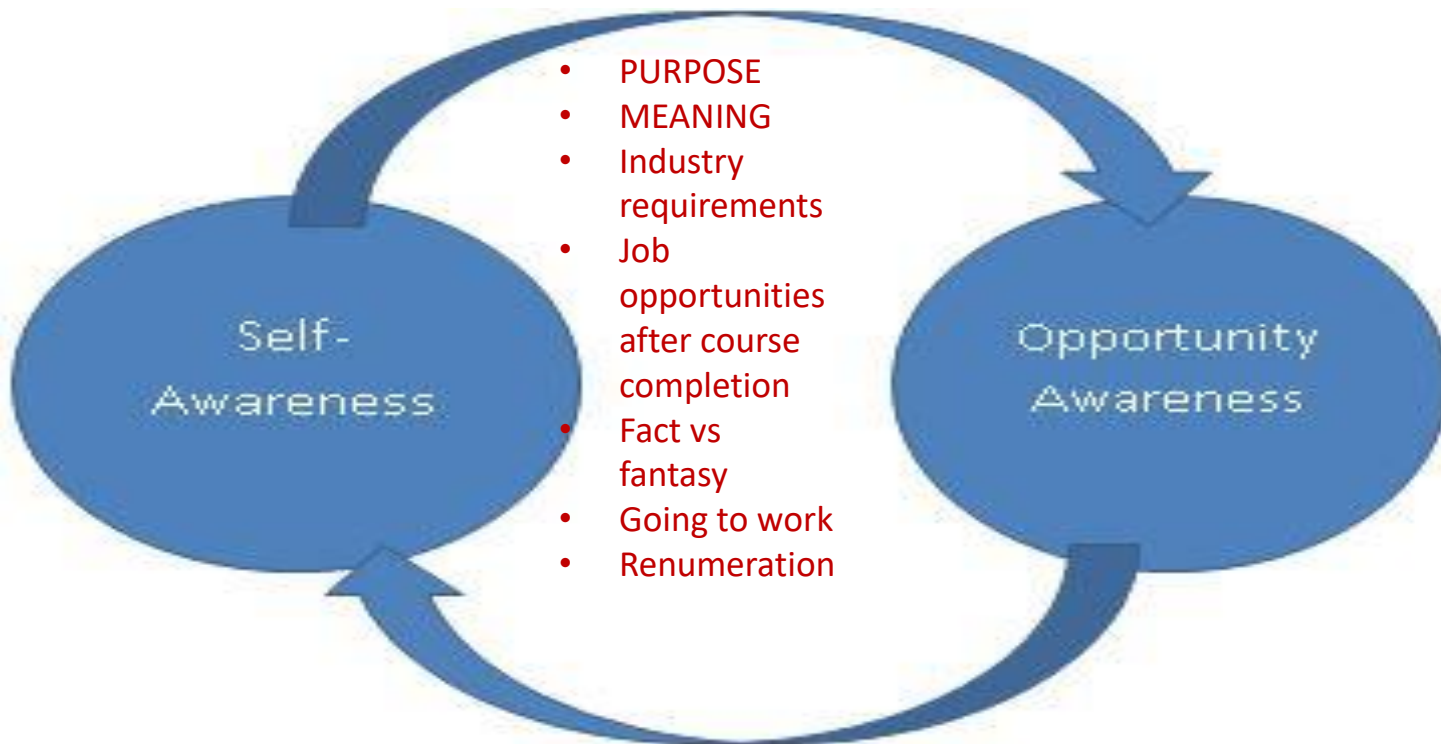 • PURPOSE
• MEANING
• Industry
requirements
• Job
opportunities
after course
completion
• Fact vs
fantasy
• Going to work
• Renumeration
Self-
Awareness
Opportunity
Awareness